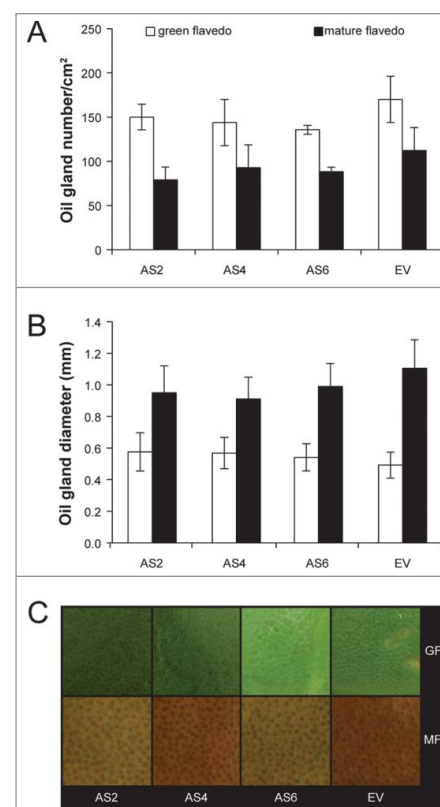 A
green flavedo mature flavedo
Oil gland number/cm²
250
200
150
100
50
0
AS2 AS4 AS6 EV
B
Oil gland diameter (mm)
1.4
1.2
1.0
0.8
0.6
0.4
0.2
0.0
AS2 AS4 AS6 EV
C
GF
MF
AS2 AS4 AS6 EV